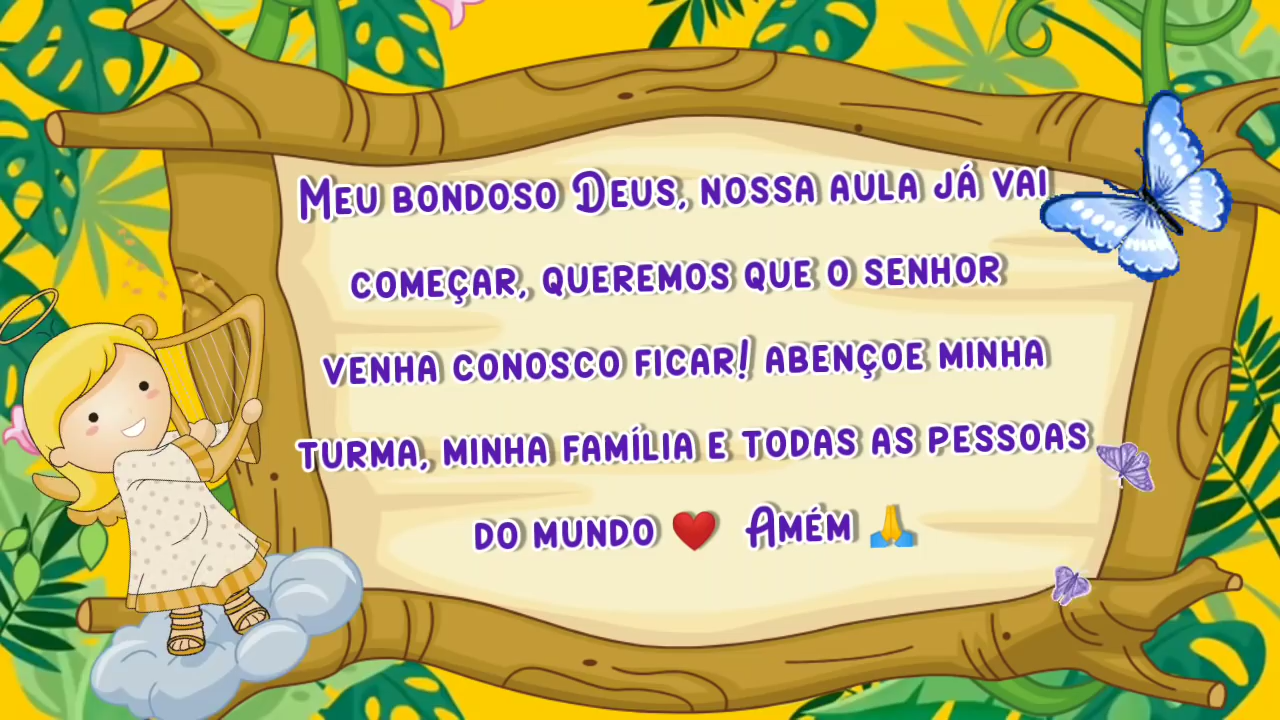 Meu bondoso Deus, nossa aula já vai
começar, queremos que o senhor
venha conosco ficar! abençoe minha
turma, minha família e todas as pessoas
do mundo ❤️ Amém 🙏